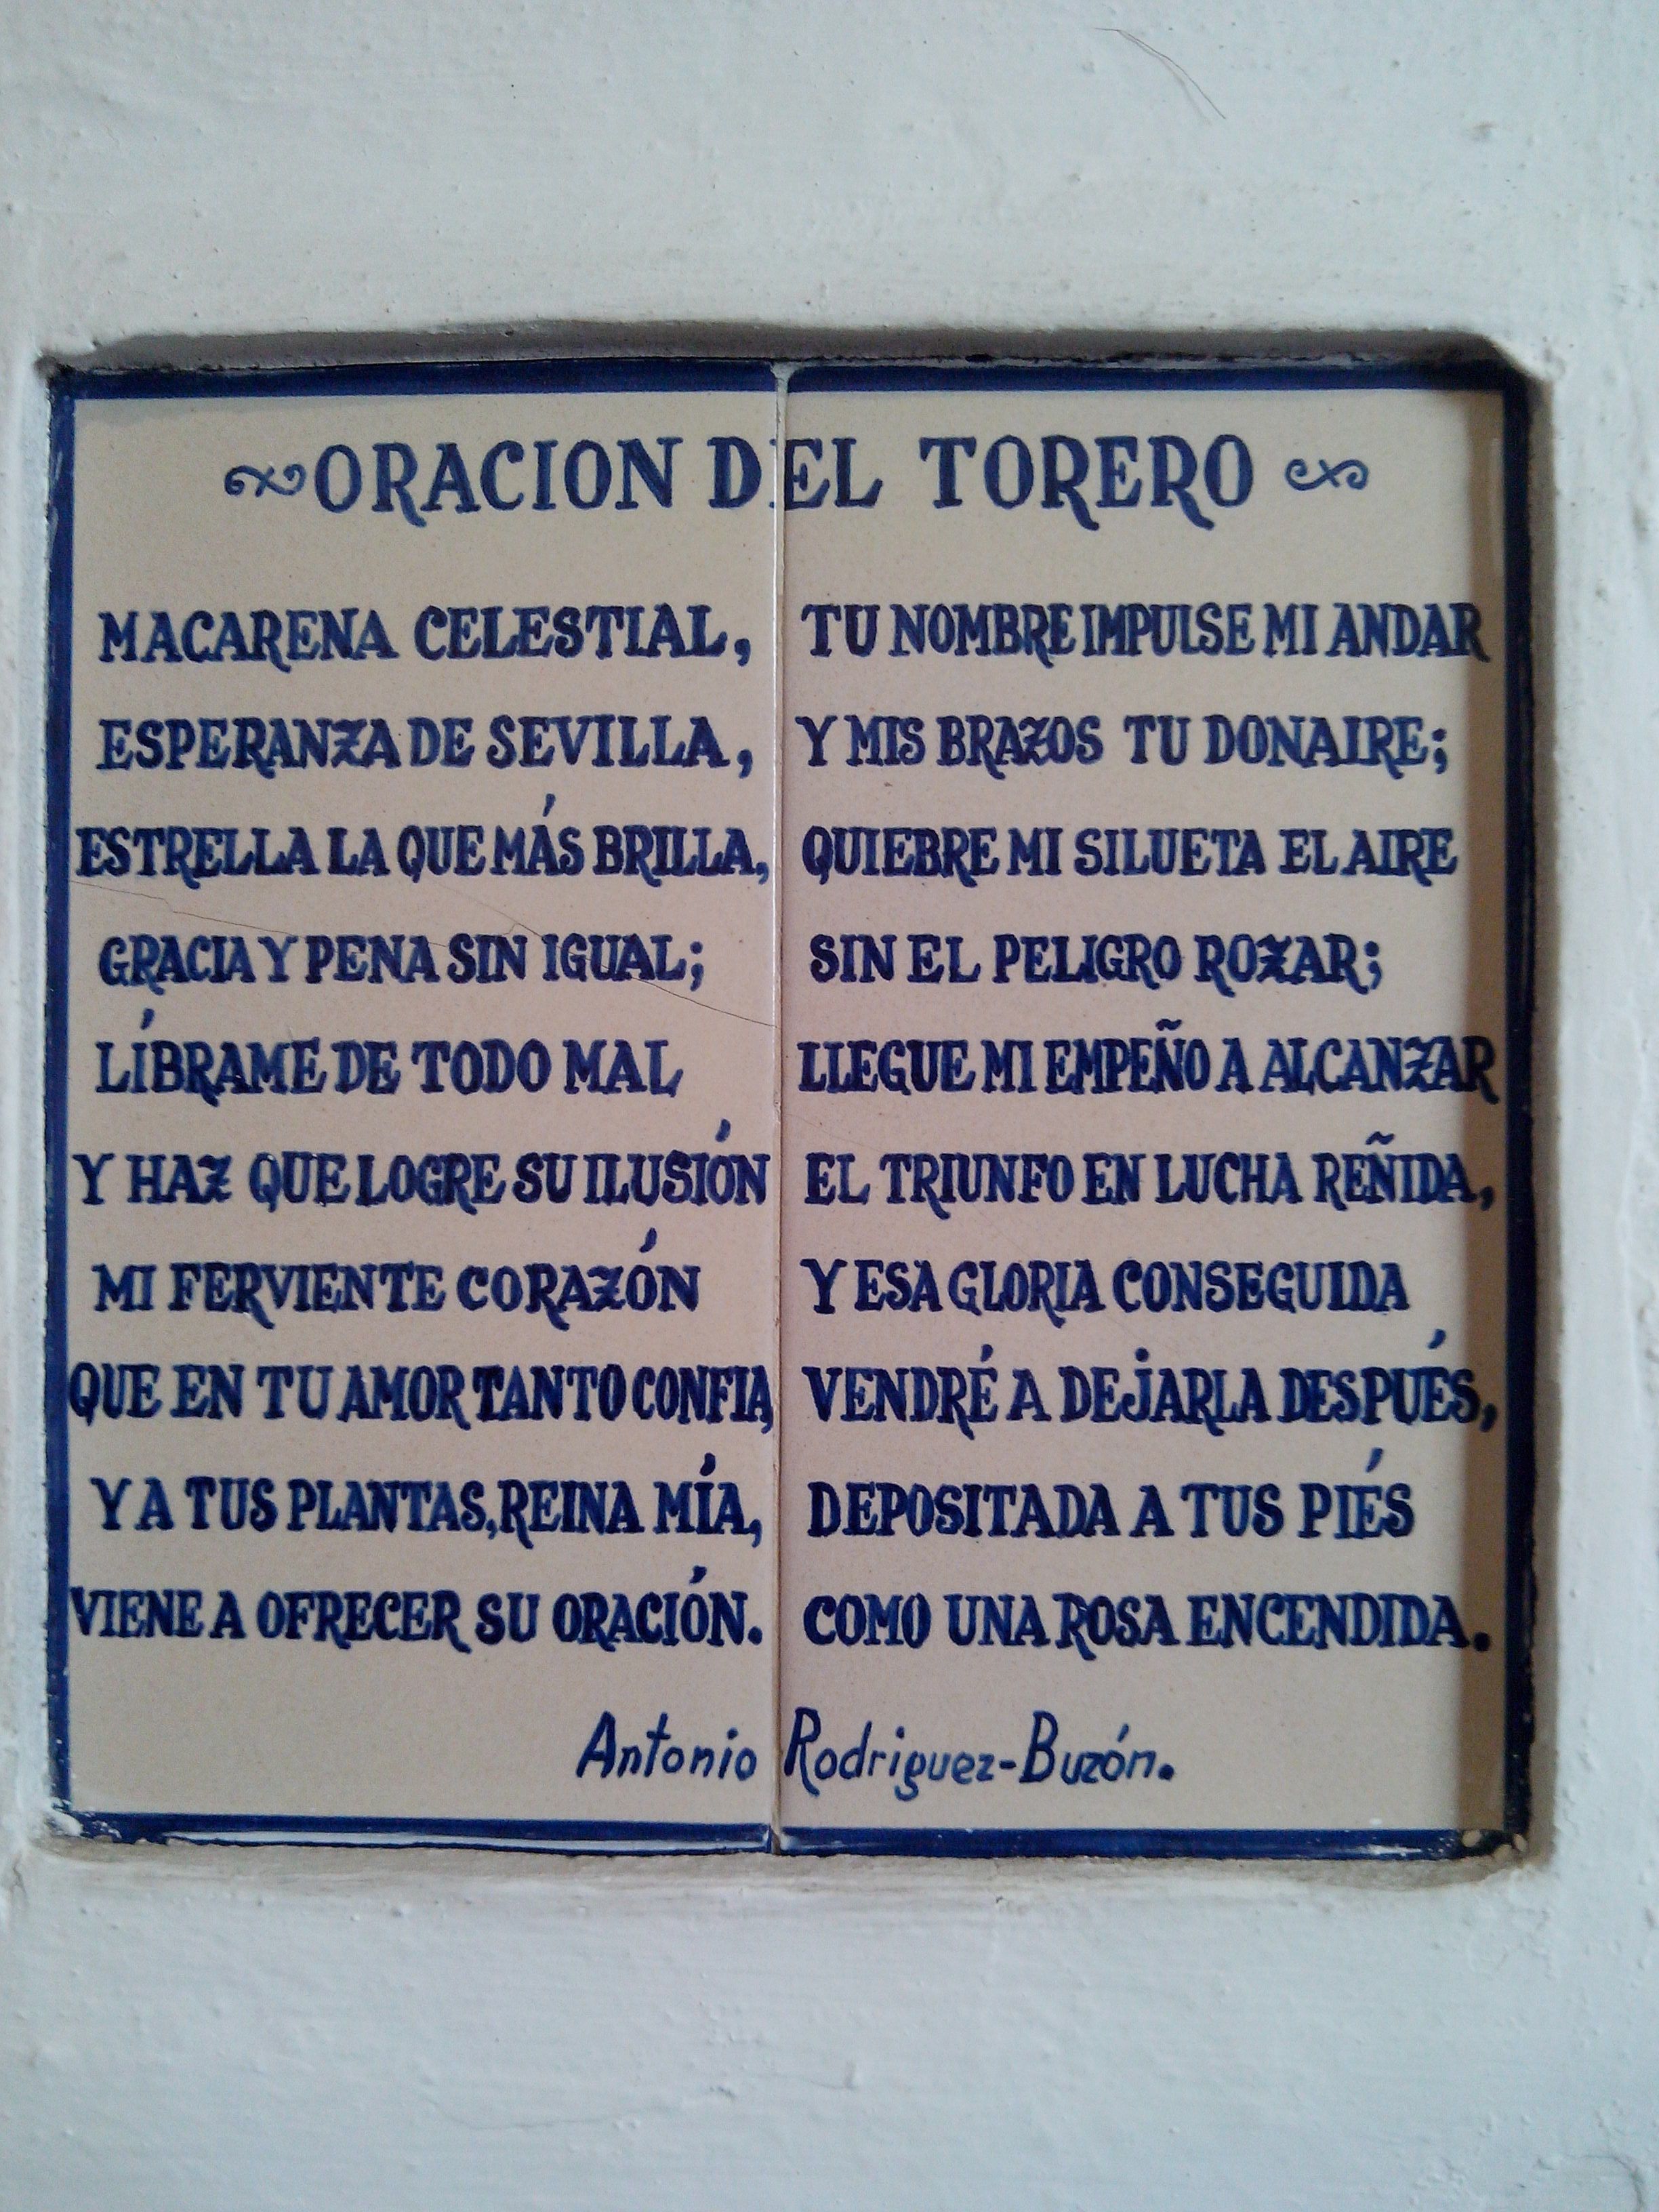 ORACION DEL TORERO
MACARENA CELESTIAL,
ESPERANZA DE SEVILLA,
ESTRELLA LA QUE MÁS BRILLA,
GRACIA Y PENA SIN IGUAL;
LÍBRAME DE TODO MAL
Y HAZ QUE LOGRE SU ILUSIÓN
MI FERVIENTE CORAZÓN
QUE EN TU AMOR TANTO CONFIA,
Y A TUS PLANTAS, REINA MÍA,
VIENE A OFRECER SU ORACIÓN.
TU NOMBRE IMPULSE MI ANDAR
Y MIS BRAZOS TU DONAIRE;
QUIEBRE MI SILUETA EL AIRE
SIN EL PELIGRO ROZAR;
LLEGUE MI EMPEÑO A ALCANZAR
EL TRIUNFO EN LUCHA REÑIDA,
Y ESA GLORIA CONSEGUIDA
VENDRÉ A DEJARLA DESPUÉS,
DEPOSITADA A TUS PIÉS
COMO UNA ROSA ENCENDIDA.
Antonio Rodriguez-Buzón.